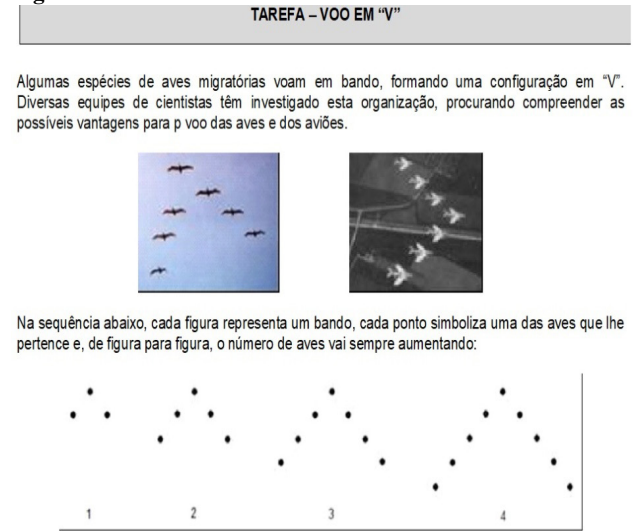 TAREFA – VOO EM “V”
Algumas espécies de aves migratórias voam em bando, formando uma configuração em “V”.
Diversas equipes de cientistas têm investigado esta organização, procurando compreender as
possíveis vantagens para p voo das aves e dos aviões.
Na sequência abaixo, cada figura representa um bando, cada ponto simboliza uma das aves que lhe
pertence e, de figura para figura, o número de aves vai sempre aumentando:
1 2 3 4